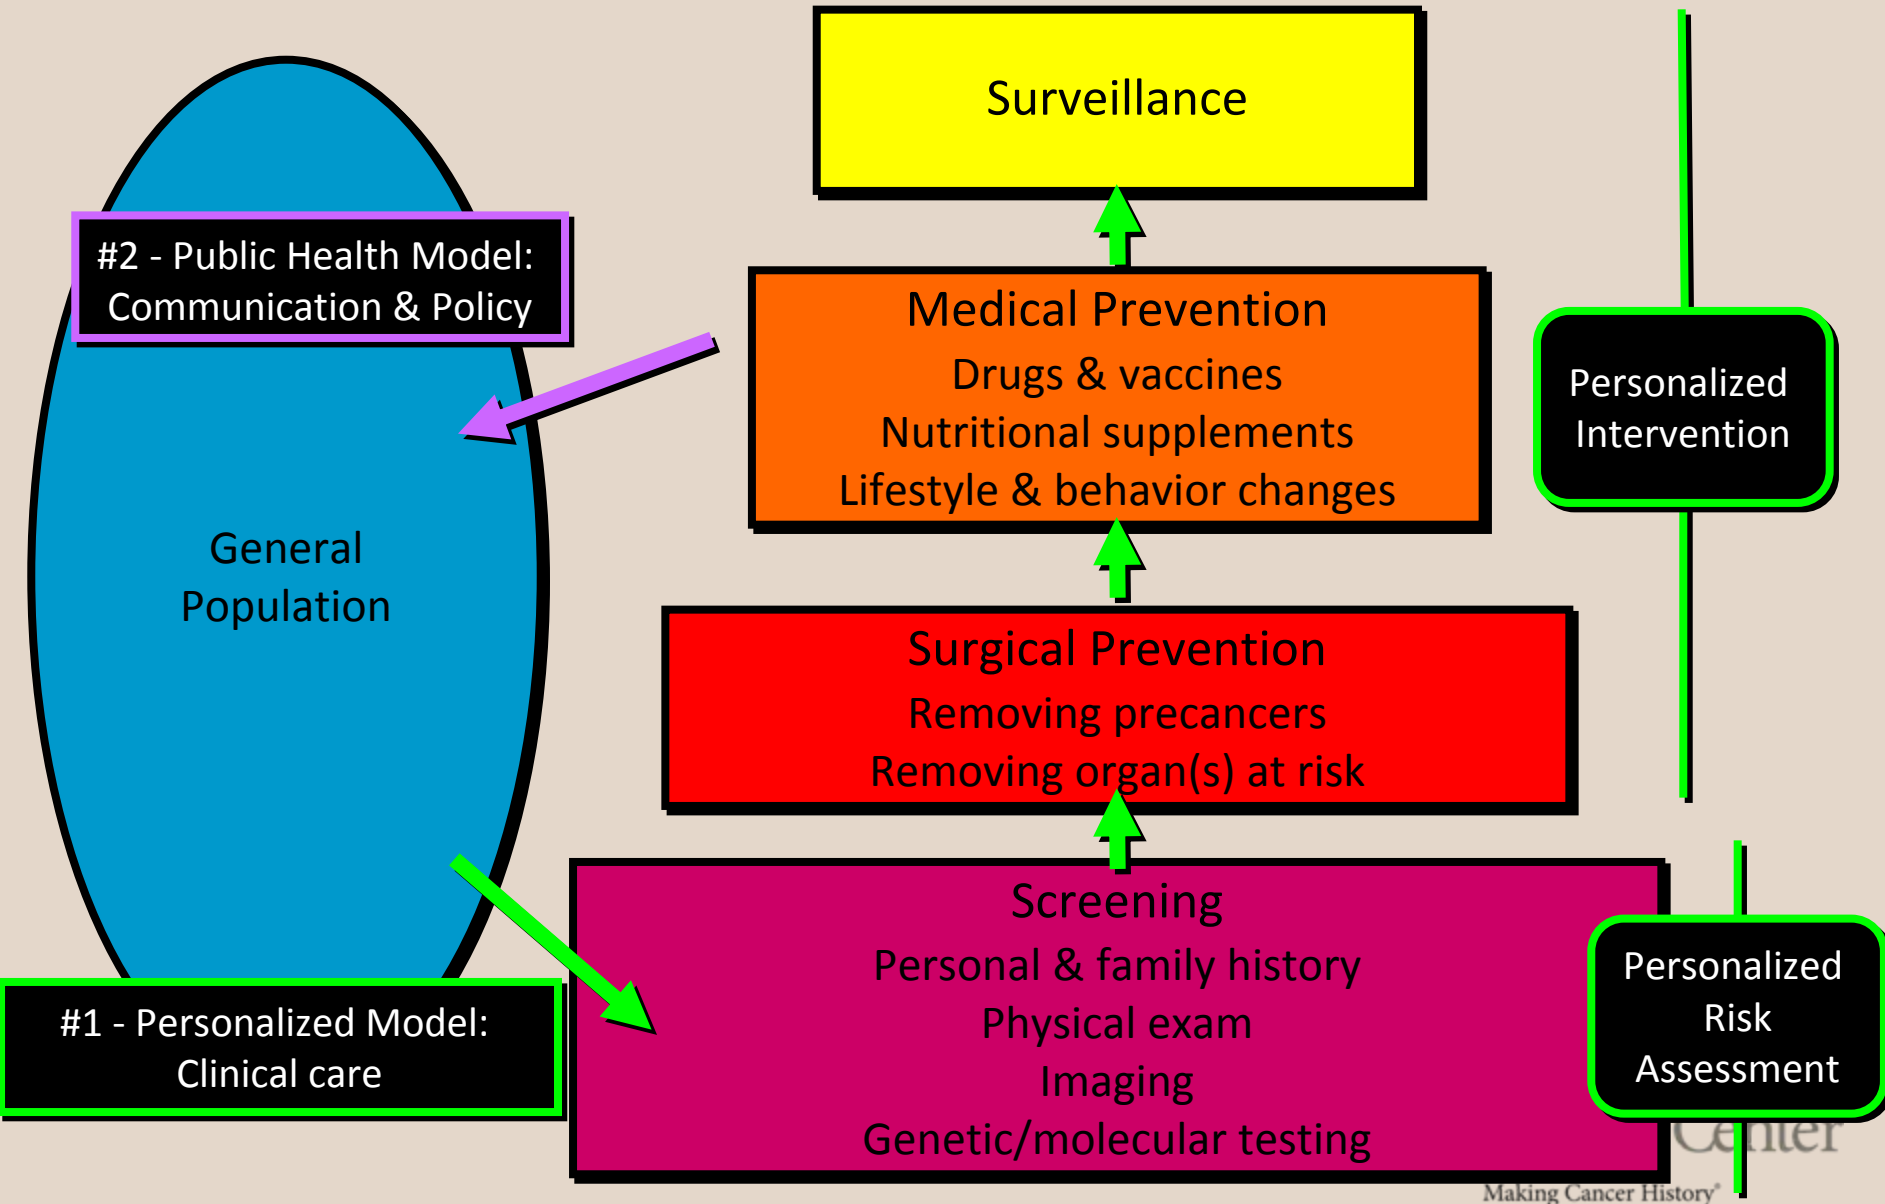 Surveillance
#2 - Public Health Model:
Communication & Policy
Medical Prevention
Drugs & vaccines
Nutritional supplements
Lifestyle & behavior changes
Personalized
Intervention
General
Population
Surgical Prevention
Removing precancers
Removing organ(s) at risk
#1 - Personalized Model:
Clinical care
Screening
Personal & family history
Physical exam
Imaging
Genetic/molecular testing
Personalized
Risk
Assessment
Center
Making Cancer History®